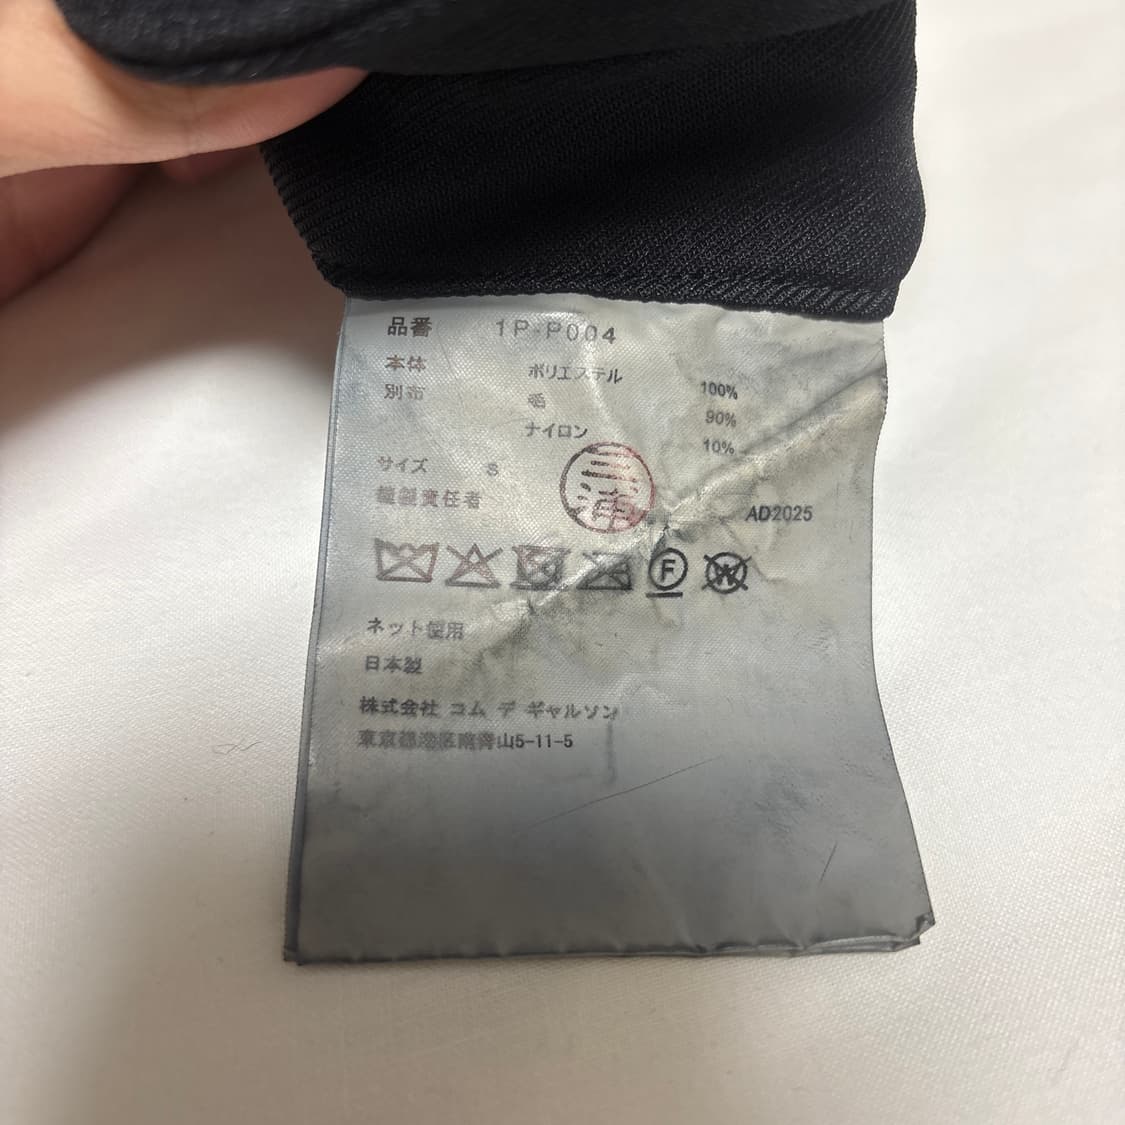 品番 1P-P004
本体 ポリエステル 100%
別布 毛 90%
ナイロン 10%
サイズ S
縫製責任者 三浦
AD2025
F
W
ネット使用
日本製
株式会社 コム デ ギャルソン
東京都港区南青山5-11-5